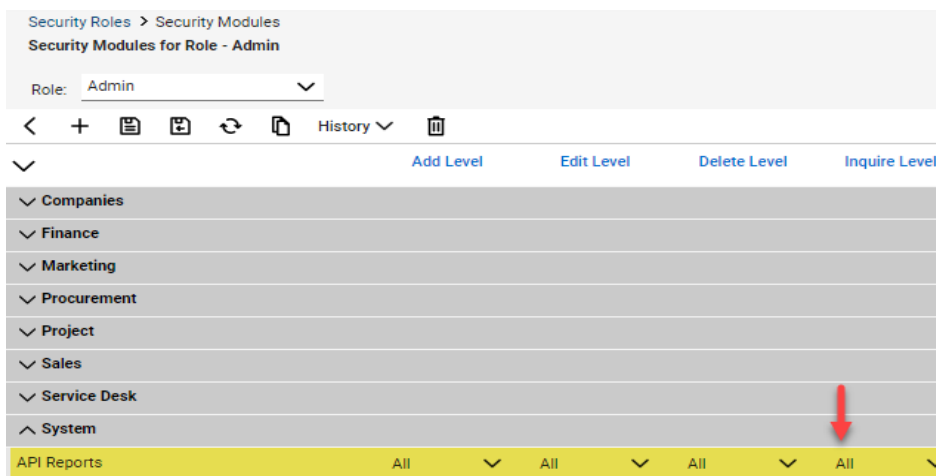 Security Roles > Security Modules
Security Modules for Role - Admin
Role: Admin
History
Add Level Edit Level Delete Level Inquire Level
Companies
Finance
Marketing
Procurement
Project
Sales
Service Desk
System
API Reports All All All All